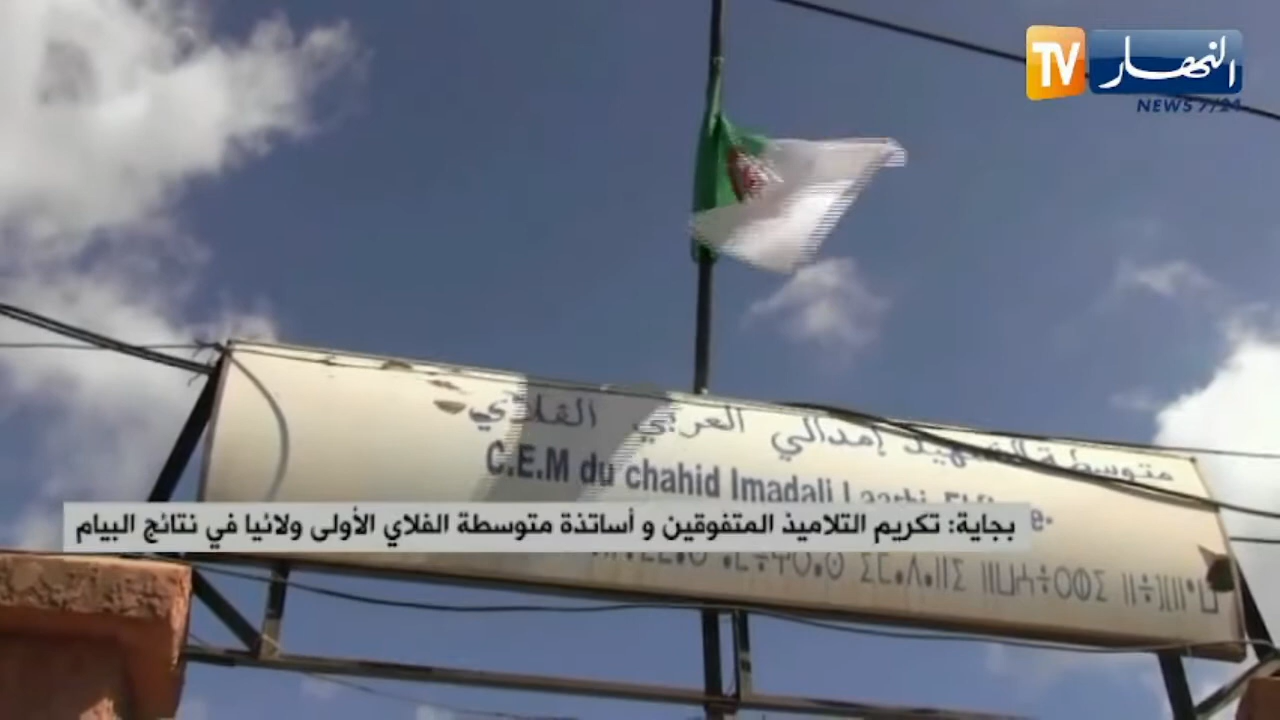 TV النهار
NEWS 7/24
متوسطة الشهيد إمدالي العربي الفلاي
C.E.M du chahid Imadali Laarbi
بجاية: تكريم التلاميذ المتفوقين و أساتذة متوسطة الفلاي الأولى ولائيا في نتائج البيام